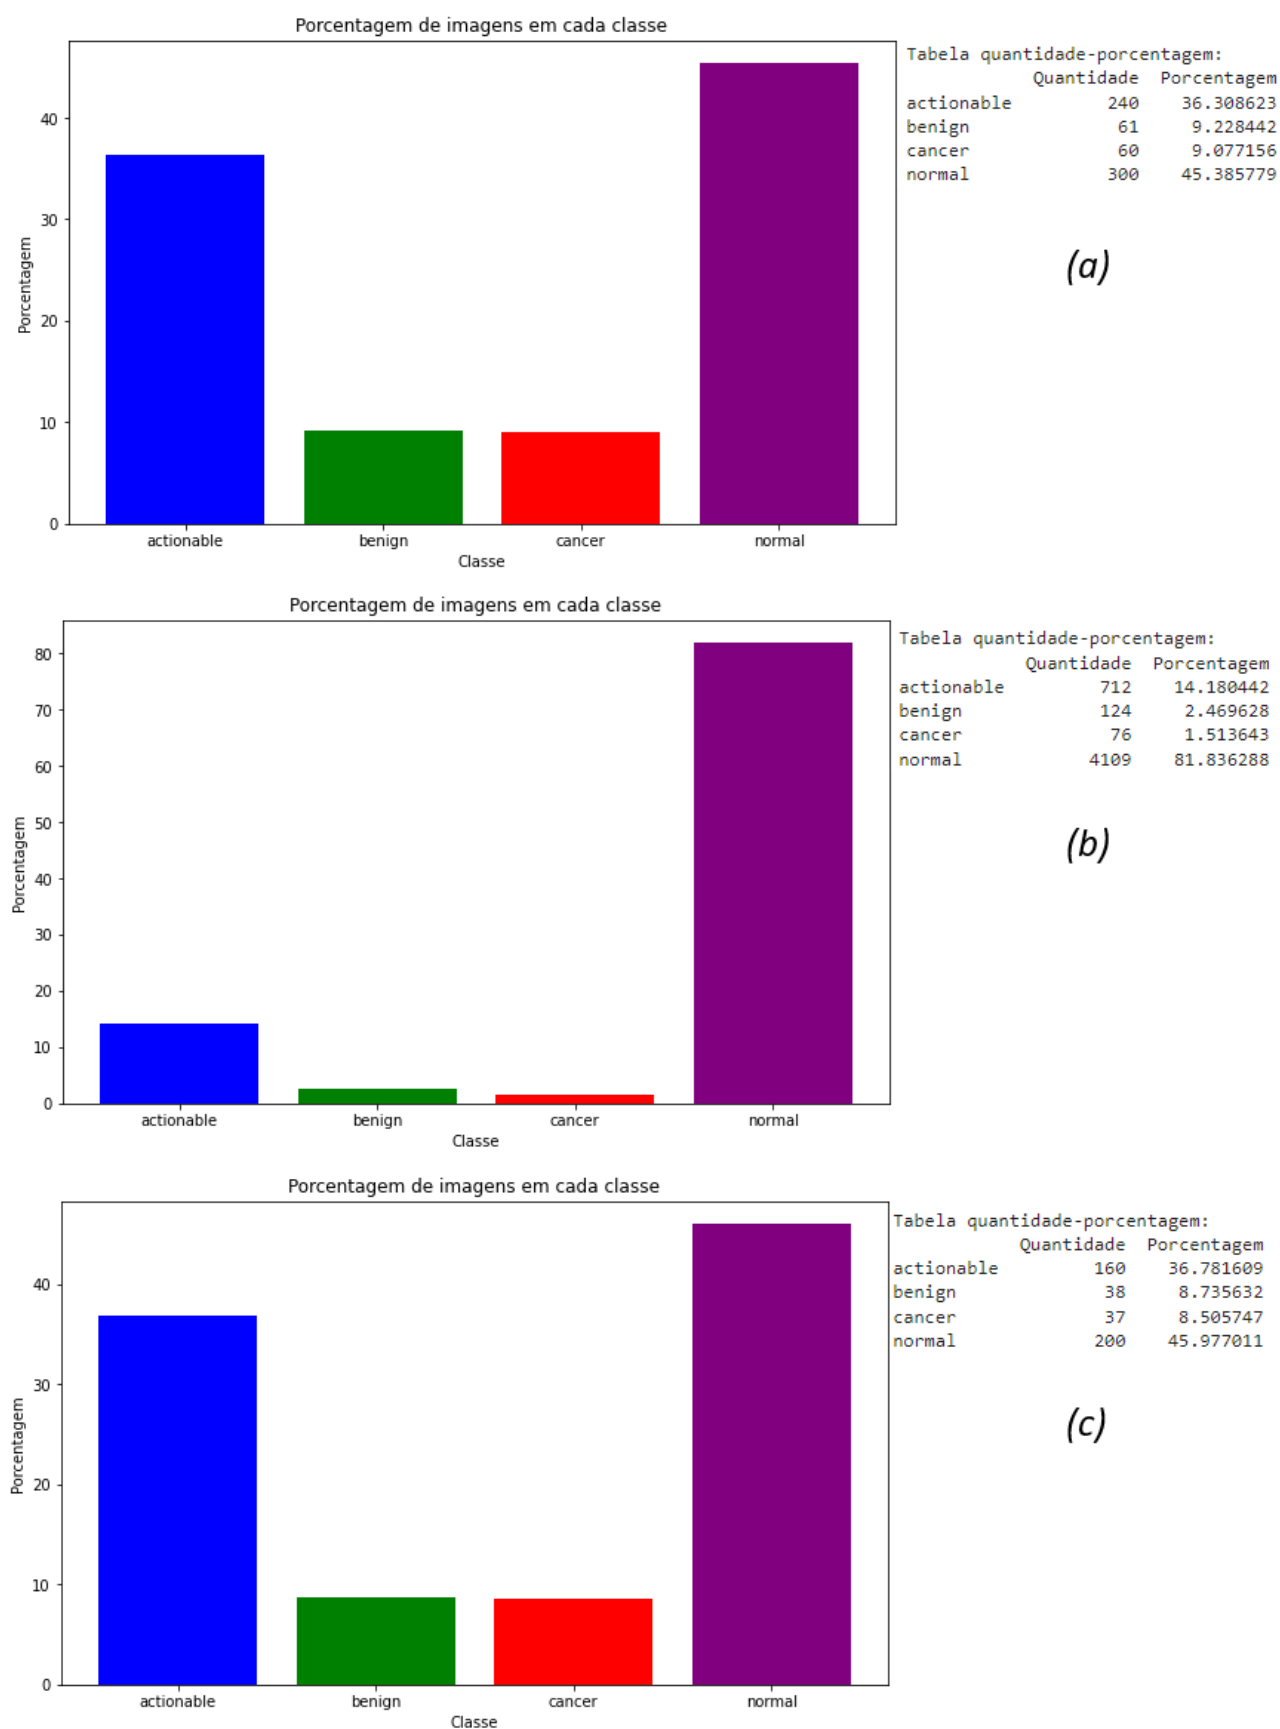 Porcentagem de imagens em cada classe
Porcentagem
40
30
20
10
0
actionable benign cancer normal
Classe
Tabela quantidade-porcentagem:
Quantidade Porcentagem
actionable 240 36.308623
benign 61 9.228442
cancer 60 9.077156
normal 300 45.385779
(a)
Porcentagem de imagens em cada classe
Porcentagem
80
70
60
50
40
30
20
10
0
actionable benign cancer normal
Classe
Tabela quantidade-porcentagem:
Quantidade Porcentagem
actionable 712 14.180442
benign 124 2.469628
cancer 76 1.513643
normal 4109 81.836288
(b)
Porcentagem de imagens em cada classe
Porcentagem
40
30
20
10
0
actionable benign cancer normal
Classe
Tabela quantidade-porcentagem:
Quantidade Porcentagem
actionable 160 36.781609
benign 38 8.735632
cancer 37 8.505747
normal 200 45.977011
(c)